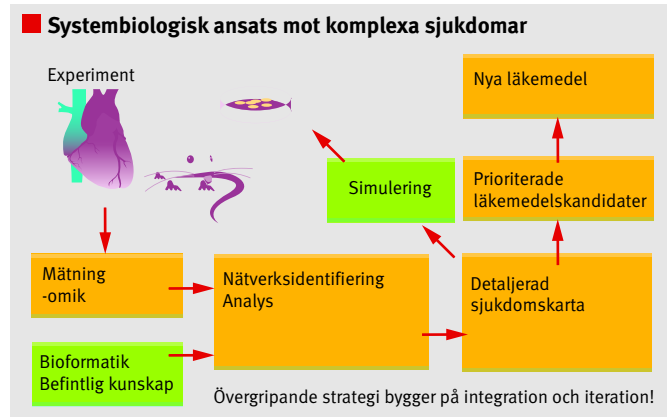 Systembiologisk ansats mot komplexa sjukdomar
Experiment
Nya läkemedel
Simulering
Prioriterade
läkemedelskandidater
Mätning
-omik
Nätverksidentifiering
Analys
Detaljerad
sjukdomskarta
Bioformatik
Befintlig kunskap
Övergripande strategi bygger på integration och iteration!